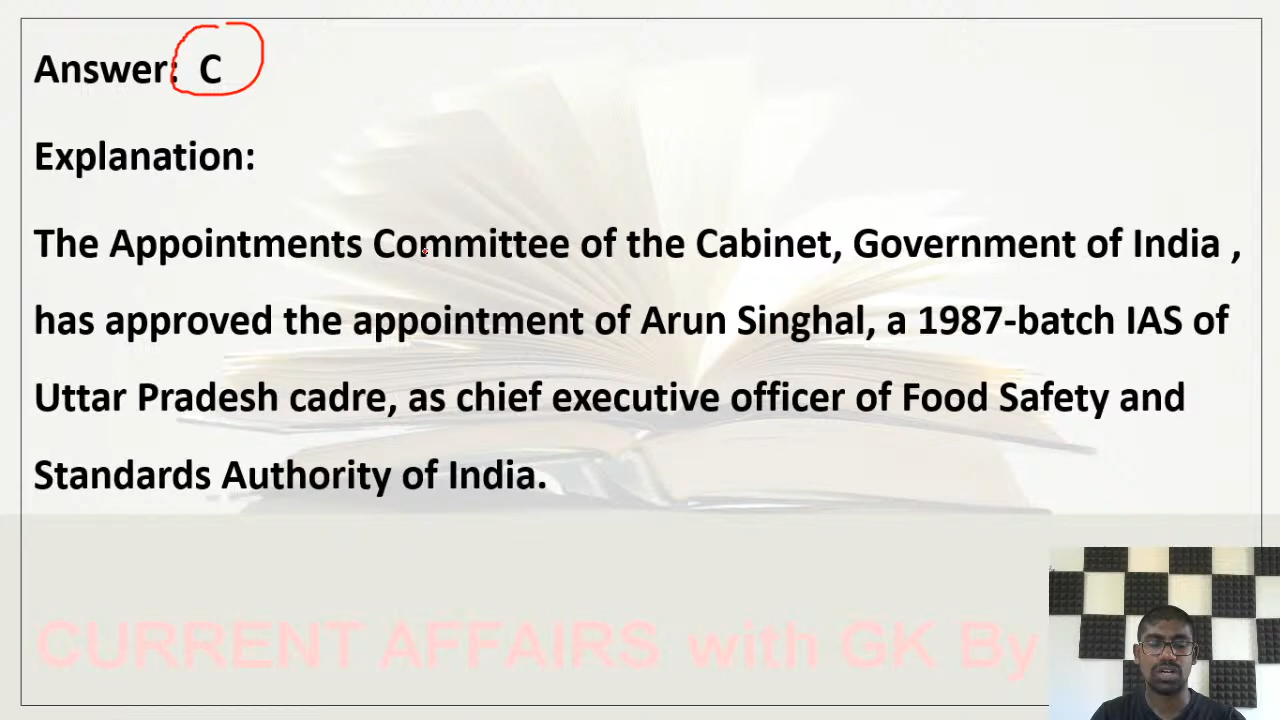 Answer: C
Explanation:
The Appointments Committee of the Cabinet, Government of India ,
has approved the appointment of Arun Singhal, a 1987-batch IAS of
Uttar Pradesh cadre, as chief executive officer of Food Safety and
Standards Authority of India.
CURRENT AFFAIRS with GK By